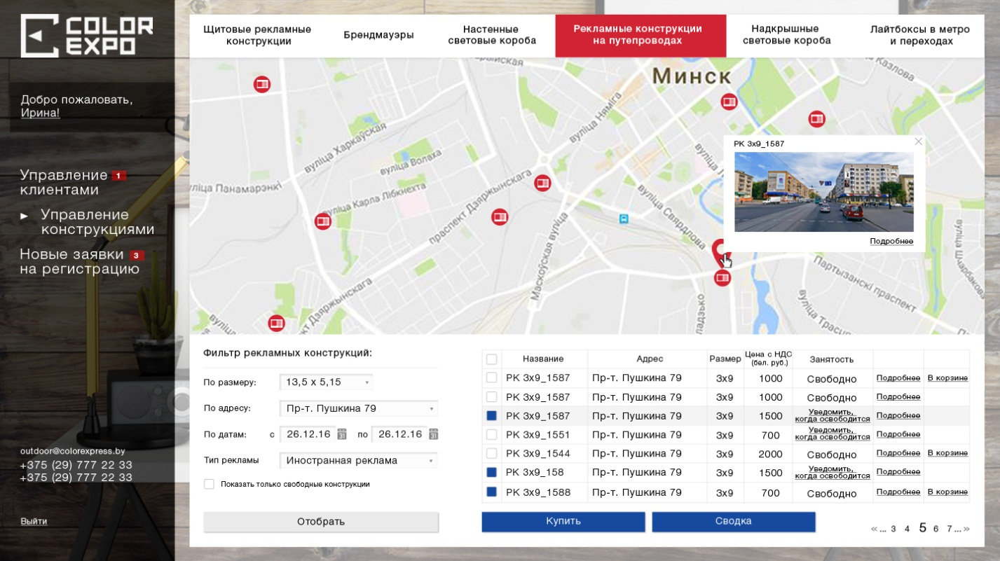 COLOR
EXPO
Добро пожаловать,
Ирина!
Управление 1
клиентами
► Управление
конструкциями
Новые заявки 3
на регистрацию
outdoor@colorexpress.by
+375 (29) 777 22 33
+375 (29) 777 22 33
Выйти
Щитовые рекламные
конструкции
Брендмауэры
Настенные
световые короба
Рекламные конструкции
на путепроводах
Надкрышные
световые короба
Лайтбоксы в метро
и переходах
Минск
Казлова
вуліца Няміга
вуліца Харкаўская
вуліца Волаха
вуліца Панамарэнкі
вуліца Карла Лібкнехта
праспект Дзяржынскага
вуліца Свярдлова
Маскоўская вуліца
Партызанскі праспект
вуліца Шчарбакова
праспект Дзяржынскага
вуліц
РК 3x9_1587
Подробнее
Фильтр рекламных конструкций:
По размеру: 13,5 x 5,15
По адресу: Пр-т. Пушкина 79
По датам: с 26.12.16 по 26.12.16
Тип рекламы Иностранная реклама
Показать только свободные конструкции
Отобрать
Название Адрес Размер Цена с НДС (бел. руб.) Занятость
РК 3x9_1587 Пр-т. Пушкина 79 3x9 1000 Свободно Подробнее В корзине
РК 3x9_1587 Пр-т. Пушкина 79 3x9 1000 Свободно Подробнее
РК 3x9_1587 Пр-т. Пушкина 79 3x9 1500 Уведомить, когда освободится Подробнее
РК 3x9_1551 Пр-т. Пушкина 79 3x9 700 Уведомить, когда освободится Подробнее
РК 3x9_1544 Пр-т. Пушкина 79 3x9 2000 Свободно Подробнее В корзине
РК 3x9_158 Пр-т. Пушкина 79 3x9 1500 Уведомить, когда освободится Подробнее
РК 3x9_1588 Пр-т. Пушкина 79 3x9 700 Свободно Подробнее В корзине
Купить Сводка
«... 3 4 5 6 7...»